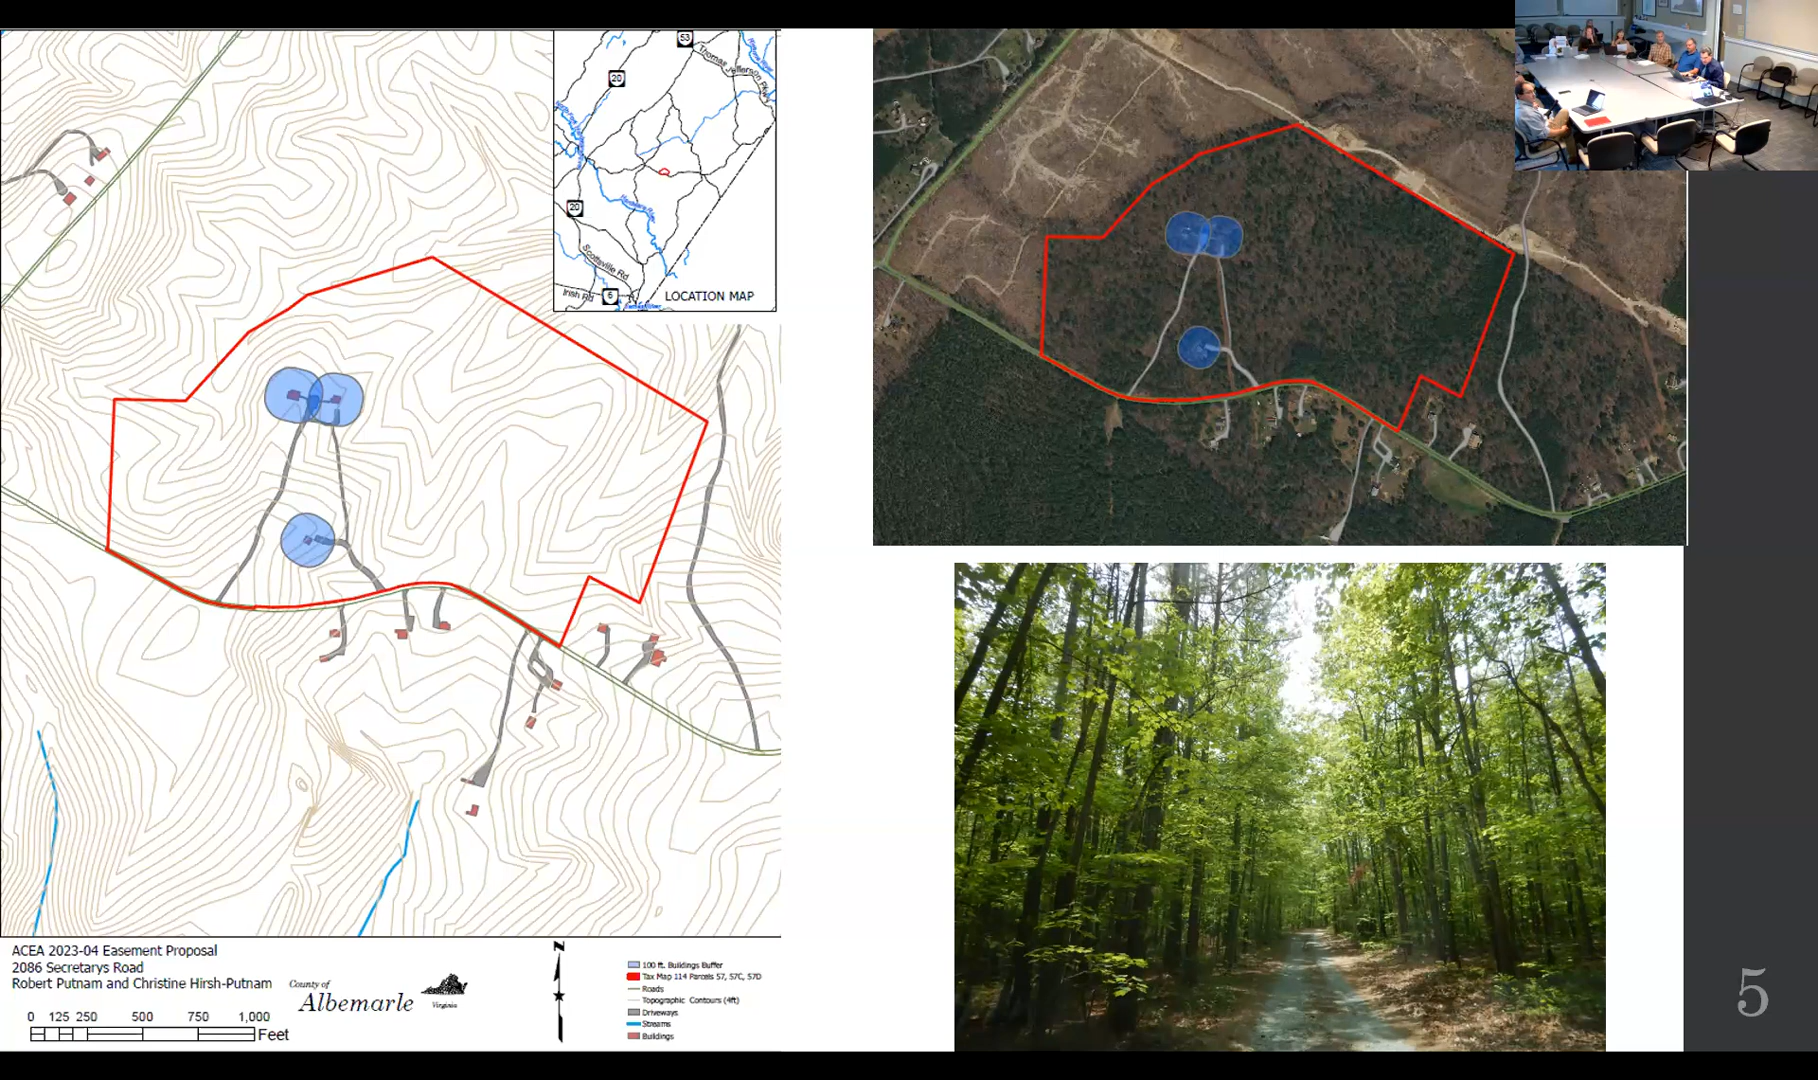 53
20
Thomas Jefferson Pkwy
20
Scottsville Rd
Irish Rd
6
LOCATION MAP
ACEA 2023-04 Easement Proposal
2086 Secretarys Road
Robert Putnam and Christine Hirsh-Putnam
County of
Albemarle
Virginia
0 125 250 500 750 1,000
Feet
N
100 ft. Buildings Buffer
Tax Map 114 Parcels 57, 57C, 57D
Roads
Topographic Contours (4ft)
Driveways
Streams
Buildings
5